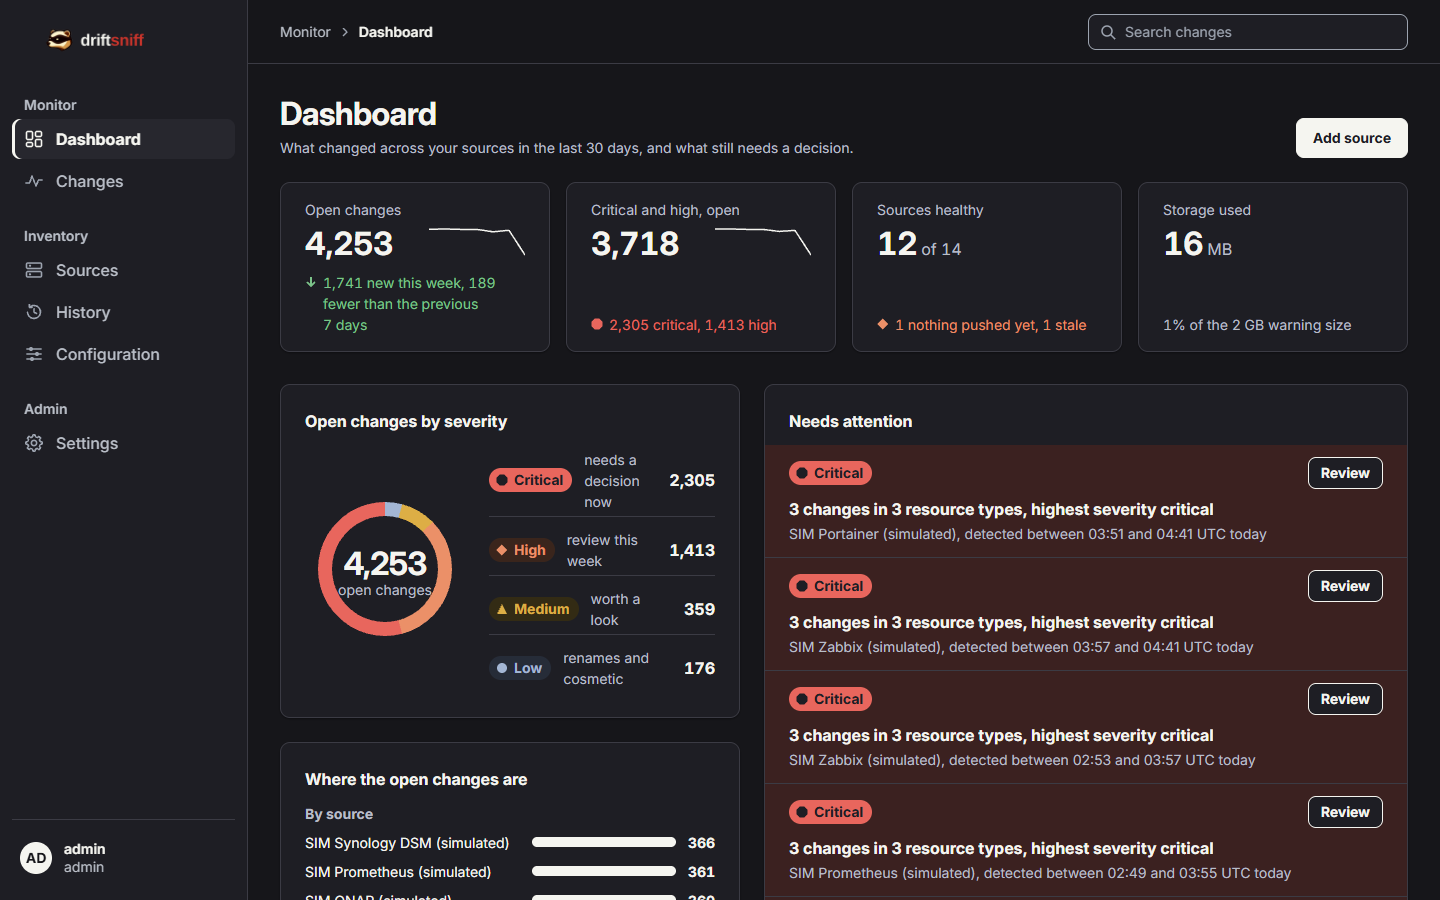 driftsniff
Monitor
Dashboard
Changes
Inventory
Sources
History
Configuration
Admin
Settings
AD
admin
admin
Monitor > Dashboard
Search changes
Dashboard
What changed across your sources in the last 30 days, and what still needs a decision.
Add source
Open changes
4,253
1,741 new this week, 189
fewer than the previous
7 days
Critical and high, open
3,718
2,305 critical, 1,413 high
Sources healthy
12 of 14
1 nothing pushed yet, 1 stale
Storage used
16 MB
1% of the 2 GB warning size
Open changes by severity
4,253
open changes
Critical
needs a
decision
now
2,305
High
review this
week
1,413
Medium
worth a
look
359
Low
renames and
cosmetic
176
Where the open changes are
By source
SIM Synology DSM (simulated) 366
SIM Prometheus (simulated) 361
SIM QNAP (simulated) 360
Needs attention
Critical
Review
3 changes in 3 resource types, highest severity critical
SIM Portainer (simulated), detected between 03:51 and 04:41 UTC today
Critical
Review
3 changes in 3 resource types, highest severity critical
SIM Zabbix (simulated), detected between 03:57 and 04:41 UTC today
Critical
Review
3 changes in 3 resource types, highest severity critical
SIM Zabbix (simulated), detected between 02:53 and 03:57 UTC today
Critical
Review
3 changes in 3 resource types, highest severity critical
SIM Prometheus (simulated), detected between 02:49 and 03:55 UTC today